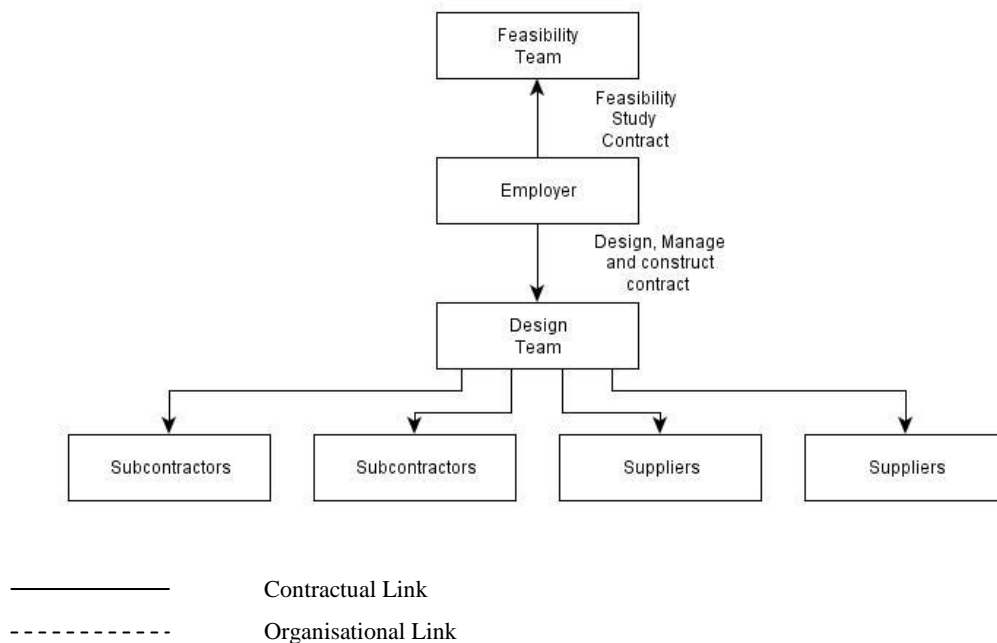 Feasibility
Team
Feasibility
Study
Contract
Employer
Design, Manage
and construct
contract
Design
Team
Subcontractors
Subcontractors
Suppliers
Suppliers
Contractual Link
Organisational Link